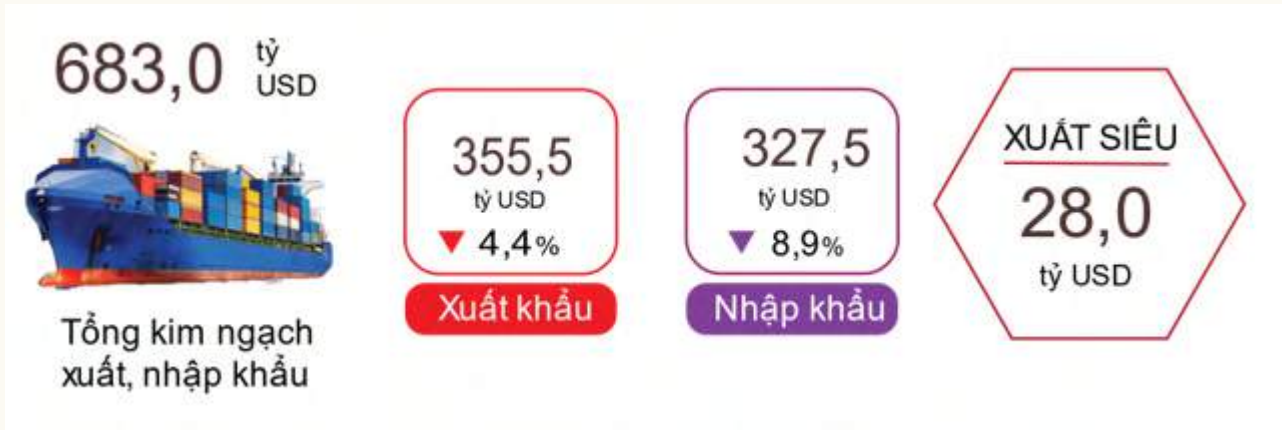 683,0 tỷ
USD
Tổng kim ngạch
xuất, nhập khẩu
355,5
tỷ USD
▼ 4,4%
Xuất khẩu
327,5
tỷ USD
▼ 8,9%
Nhập khẩu
XUẤT SIÊU
28,0
tỷ USD